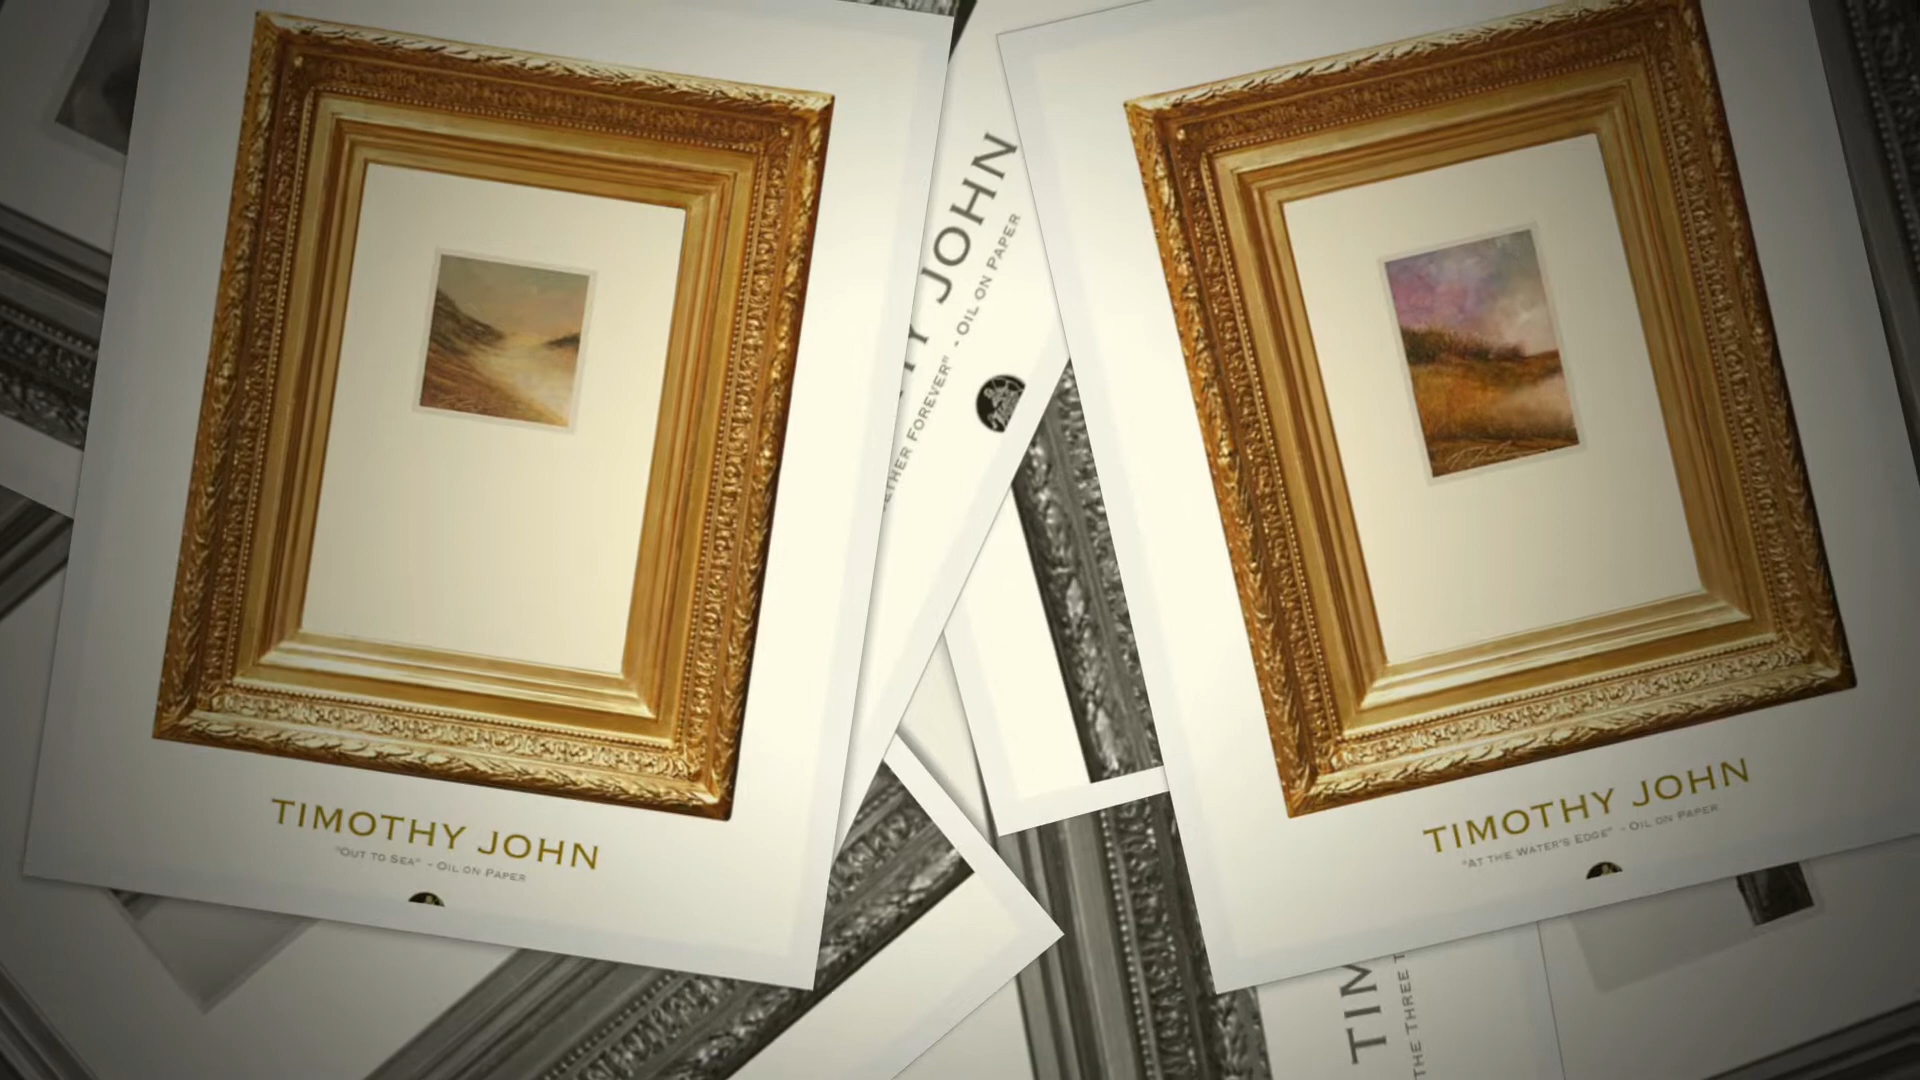 TIMOTHY JOHN
"OUT TO SEA" - OIL ON PAPER
JOHN
FOREVER" - OIL ON PAPER
TIMOTHY JOHN
"AT THE WATER'S EDGE" - OIL ON PAPER
TIM
THE THREE